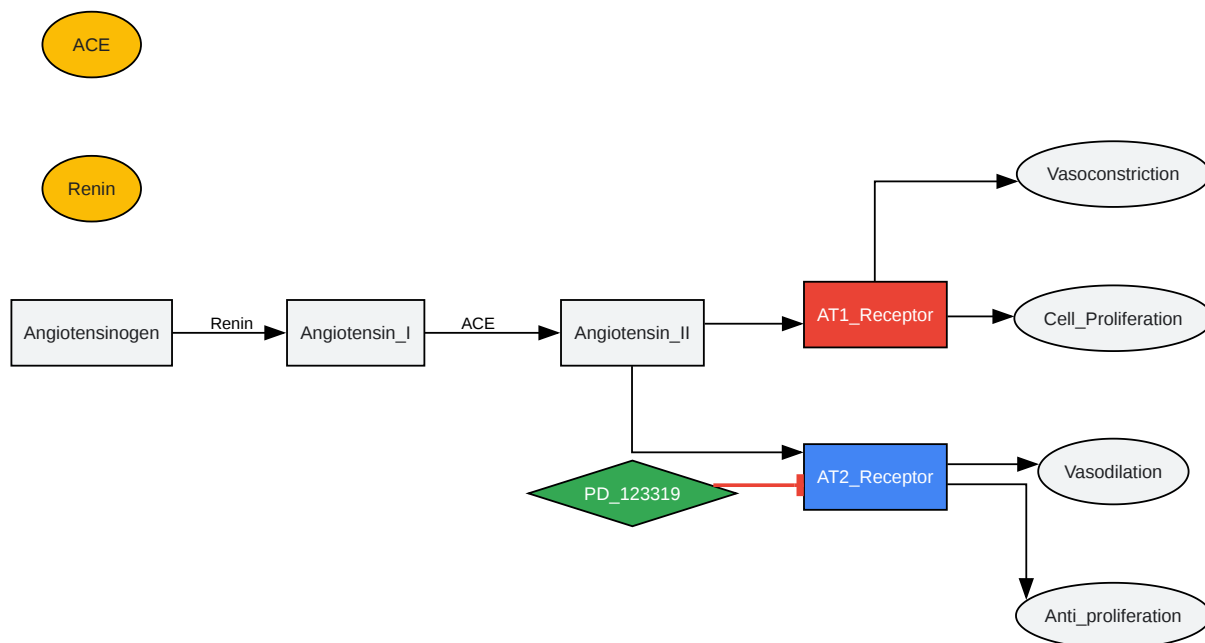 ACE
Renin
Vasoconstriction
Angiotensinogen
Renin
Angiotensin_I
ACE
Angiotensin_II
AT1_Receptor
Cell_Proliferation
PD_123319
AT2_Receptor
Vasodilation
Anti_proliferation